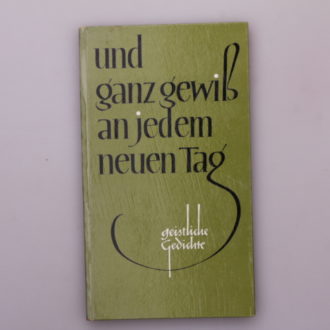 und
ganz gewiß
an jedem
neuen Tag
geistliche
Gedichte